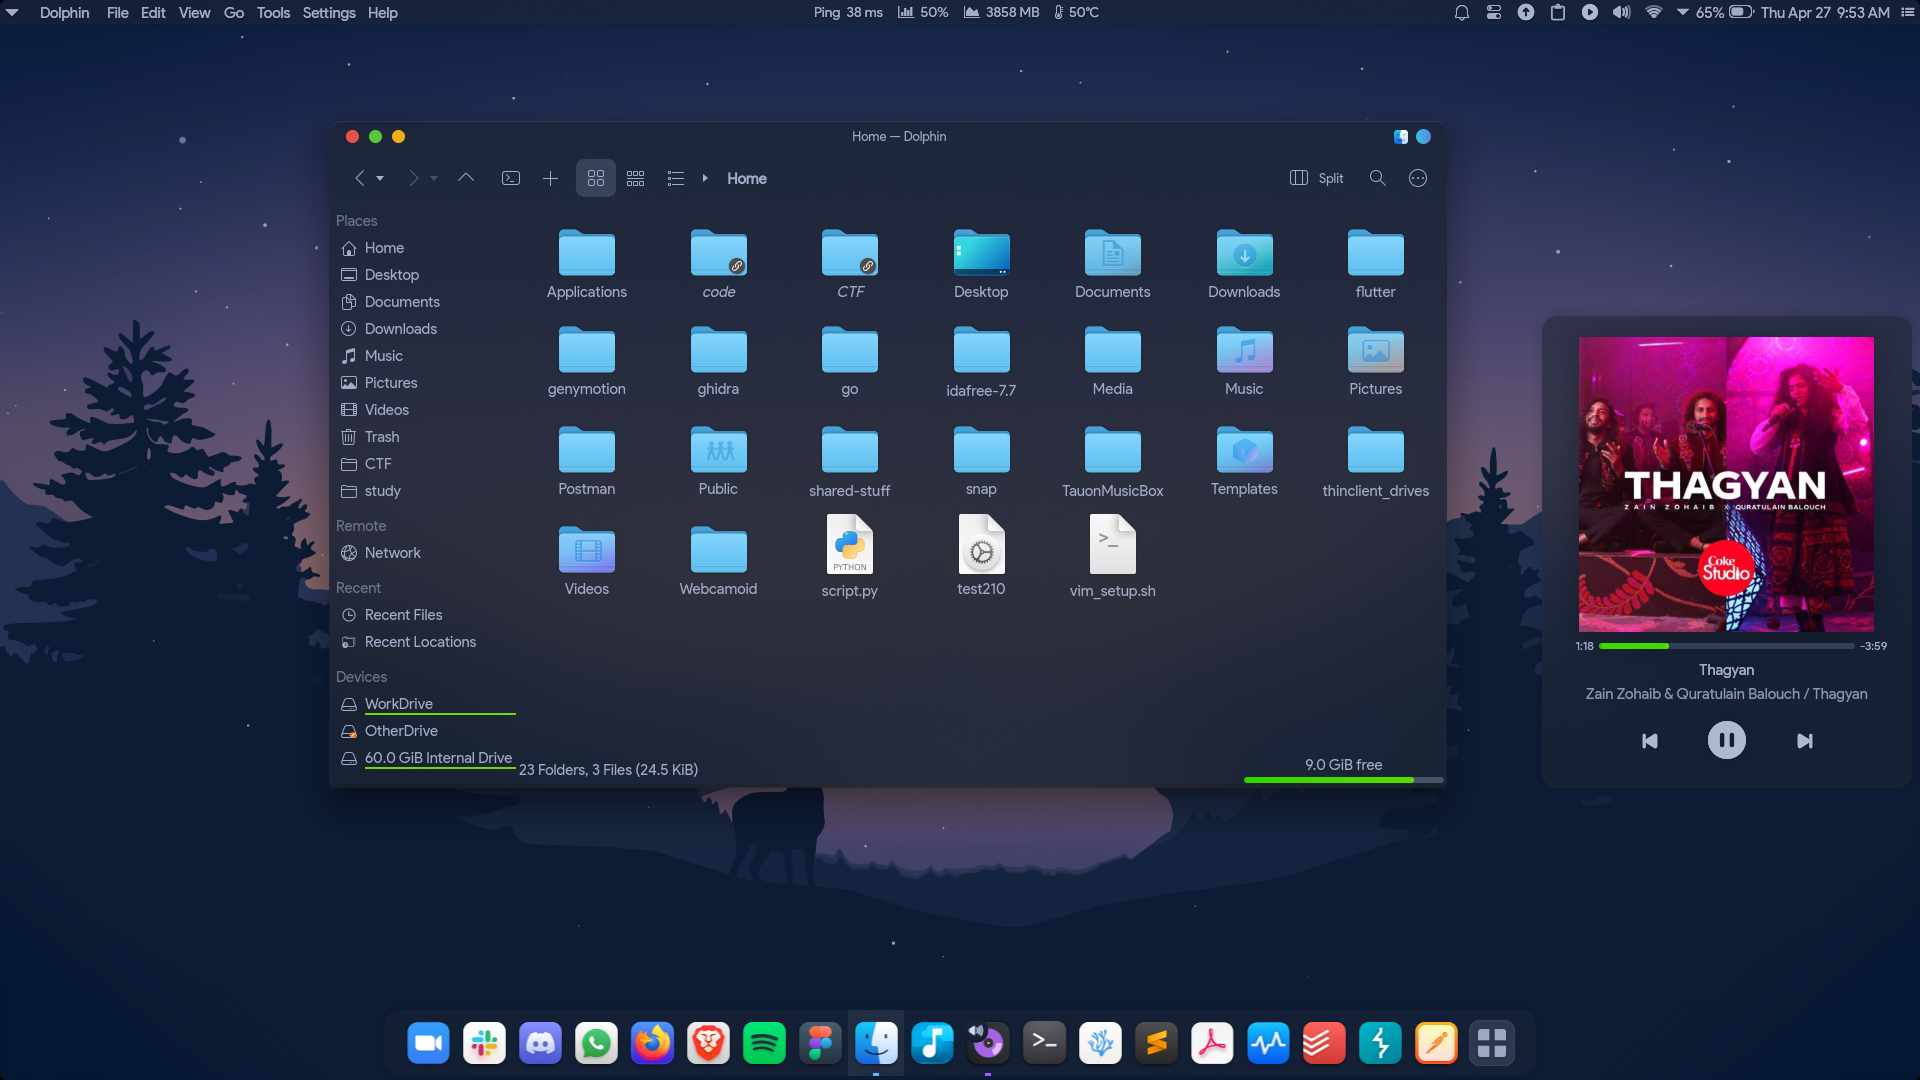 Dolphin File Edit View Go Tools Settings Help
Ping 38 ms 50% 3858 MB 50°C
65% Thu Apr 27 9:53 AM
Home — Dolphin
Home
Split
Places
Home
Desktop
Documents
Downloads
Music
Pictures
Videos
Trash
CTF
study
Remote
Network
Recent
Recent Files
Recent Locations
Devices
WorkDrive
OtherDrive
60.0 GiB Internal Drive
Applications code CTF Desktop Documents Downloads flutter
genymotion ghidra go idafree-7.7 Media Music Pictures
Postman Public shared-stuff snap TauonMusicBox Templates thinclient_drives
PYTHON
>_
Videos Webcamoid script.py test210 vim_setup.sh
23 Folders, 3 Files (24.5 KiB)
9.0 GiB free
THAGYAN
ZAIN ZOHAIB X QURATULAIN BALOUCH
Coke
Studio
1:18 -3:59
Thagyan
Zain Zohaib & Quratulain Balouch / Thagyan
>_